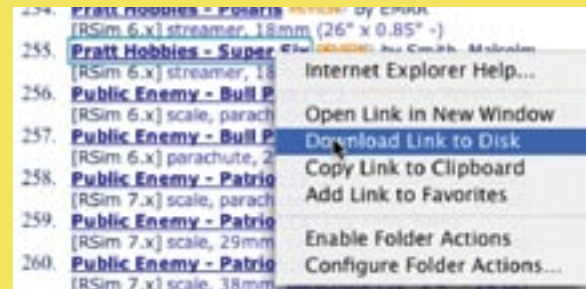 254. Pratt Hobbies - Polaris by EMRR
[RSim 6.x] streamer, 18mm (26" x 0.85" -)
255. Pratt Hobbies - Super Six by Smith, Malcolm
[RSim 6.x] streamer, 18
Internet Explorer Help...
256. Public Enemy - Bull P
[RSim 6.x] scale, parach
Open Link in New Window
257. Public Enemy - Bull P
Download Link to Disk
[RSim 6.x] parachute, 2
Copy Link to Clipboard
258. Public Enemy - Patrio
[RSim 7.x] scale, parach
Add Link to Favorites
259. Public Enemy - Patrio
[RSim 7.x] scale, 29mm
Enable Folder Actions
260. Public Enemy - Patrio
Configure Folder Actions...
[RSim 7.x] scale, 38mm